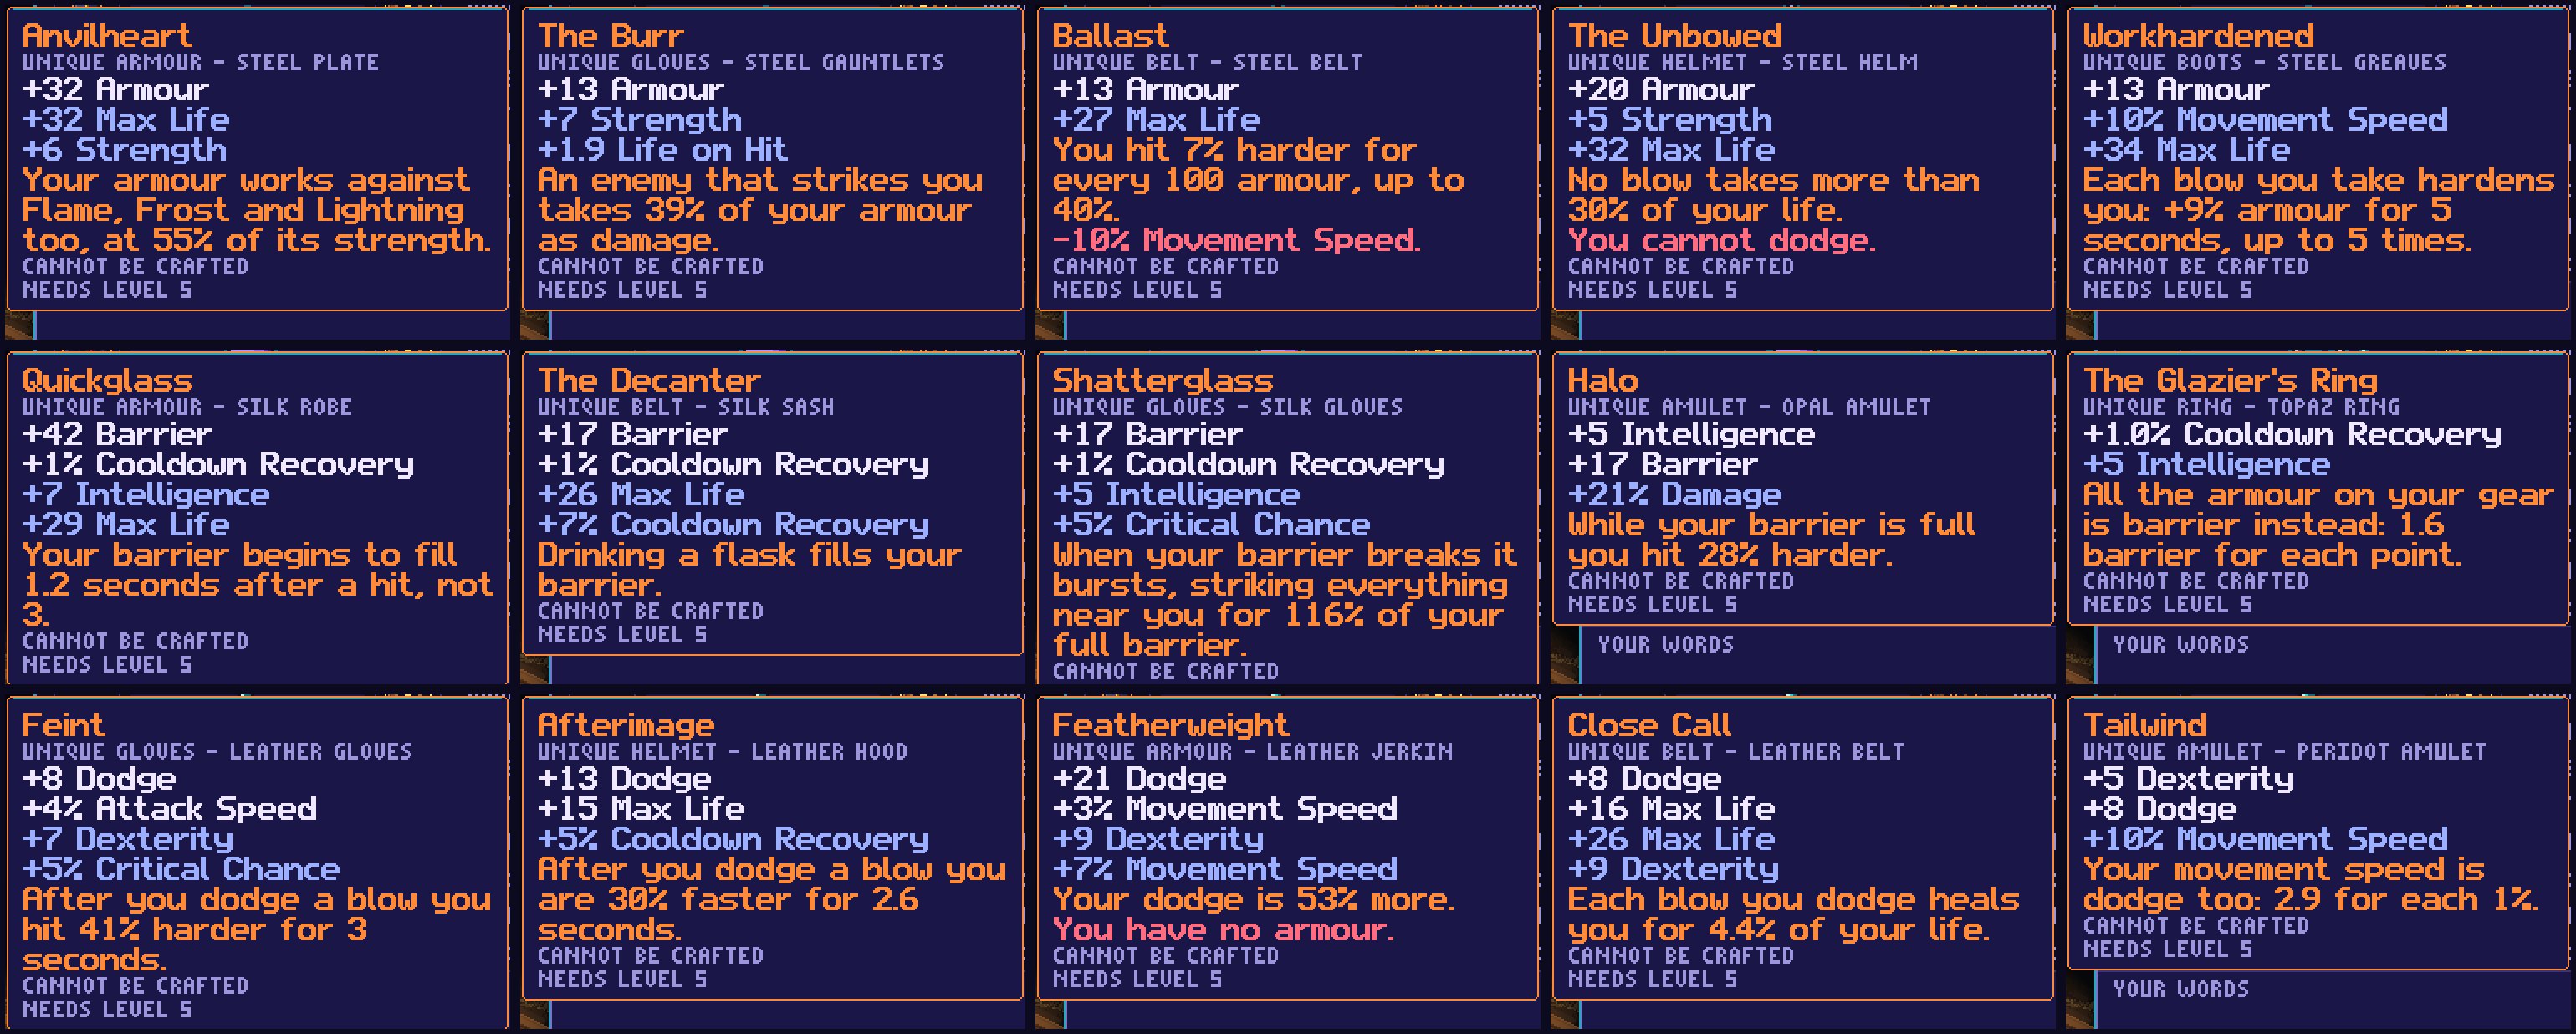 Anvilheart
UNIQUE ARMOUR - STEEL PLATE
+32 Armour
+32 Max Life
+6 Strength
Your armour works against
Flame, Frost and Lightning
too, at 55% of its strength.
CANNOT BE CRAFTED
NEEDS LEVEL 5
The Burr
UNIQUE GLOVES - STEEL GAUNTLETS
+13 Armour
+7 Strength
+1.9 Life on Hit
An enemy that strikes you
takes 39% of your armour
as damage.
CANNOT BE CRAFTED
NEEDS LEVEL 5
Ballast
UNIQUE BELT - STEEL BELT
+13 Armour
+27 Max Life
You hit 7% harder for
every 100 armour, up to
40%.
-10% Movement Speed.
CANNOT BE CRAFTED
NEEDS LEVEL 5
The Unbowed
UNIQUE HELMET - STEEL HELM
+20 Armour
+5 Strength
+32 Max Life
No blow takes more than
30% of your life.
You cannot dodge.
CANNOT BE CRAFTED
NEEDS LEVEL 5
Workhardened
UNIQUE BOOTS - STEEL GREAVES
+13 Armour
+10% Movement Speed
+34 Max Life
Each blow you take hardens
you: +9% armour for 5
seconds, up to 5 times.
CANNOT BE CRAFTED
NEEDS LEVEL 5
Quickglass
UNIQUE ARMOUR - SILK ROBE
+42 Barrier
+1% Cooldown Recovery
+7 Intelligence
+29 Max Life
Your barrier begins to fill
1.2 seconds after a hit, not
3.
CANNOT BE CRAFTED
NEEDS LEVEL 5
The Decanter
UNIQUE BELT - SILK SASH
+17 Barrier
+1% Cooldown Recovery
+26 Max Life
+7% Cooldown Recovery
Drinking a flask fills your
barrier.
CANNOT BE CRAFTED
NEEDS LEVEL 5
Shatterglass
UNIQUE GLOVES - SILK GLOVES
+17 Barrier
+1% Cooldown Recovery
+5 Intelligence
+5% Critical Chance
When your barrier breaks it
bursts, striking everything
near you for 116% of your
full barrier.
CANNOT BE CRAFTED
Halo
UNIQUE AMULET - OPAL AMULET
+5 Intelligence
+17 Barrier
+21% Damage
While your barrier is full
you hit 28% harder.
CANNOT BE CRAFTED
NEEDS LEVEL 5
YOUR WORDS
The Glazier's Ring
UNIQUE RING - TOPAZ RING
+1.0% Cooldown Recovery
+5 Intelligence
All the armour on your gear
is barrier instead: 1.6
barrier for each point.
CANNOT BE CRAFTED
NEEDS LEVEL 5
YOUR WORDS
Feint
UNIQUE GLOVES - LEATHER GLOVES
+8 Dodge
+4% Attack Speed
+7 Dexterity
+5% Critical Chance
After you dodge a blow you
hit 41% harder for 3
seconds.
CANNOT BE CRAFTED
NEEDS LEVEL 5
Afterimage
UNIQUE HELMET - LEATHER HOOD
+13 Dodge
+15 Max Life
+5% Cooldown Recovery
After you dodge a blow you
are 30% faster for 2.6
seconds.
CANNOT BE CRAFTED
NEEDS LEVEL 5
Featherweight
UNIQUE ARMOUR - LEATHER JERKIN
+21 Dodge
+3% Movement Speed
+9 Dexterity
+7% Movement Speed
Your dodge is 53% more.
You have no armour.
CANNOT BE CRAFTED
NEEDS LEVEL 5
Close Call
UNIQUE BELT - LEATHER BELT
+8 Dodge
+16 Max Life
+26 Max Life
+9 Dexterity
Each blow you dodge heals
you for 4.4% of your life.
CANNOT BE CRAFTED
NEEDS LEVEL 5
Tailwind
UNIQUE AMULET - PERIDOT AMULET
+5 Dexterity
+8 Dodge
+10% Movement Speed
Your movement speed is
dodge too: 2.9 for each 1%.
CANNOT BE CRAFTED
NEEDS LEVEL 5
YOUR WORDS